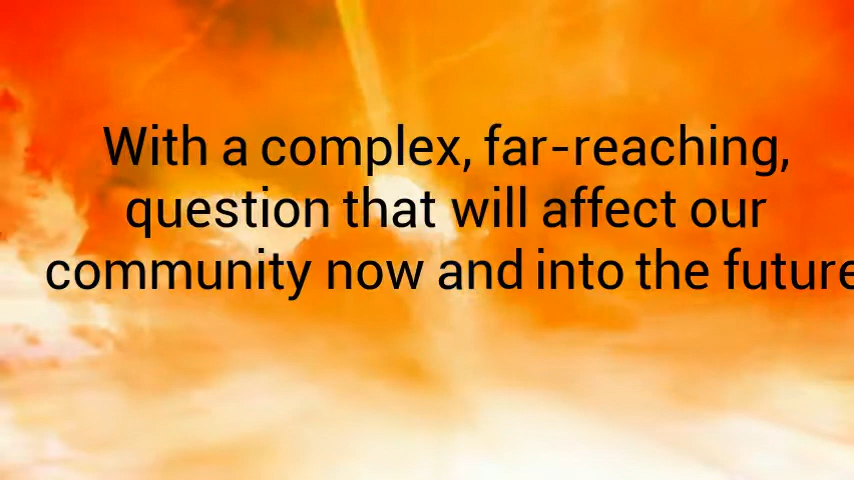 With a complex, far-reaching,
question that will affect our
community now and into the future